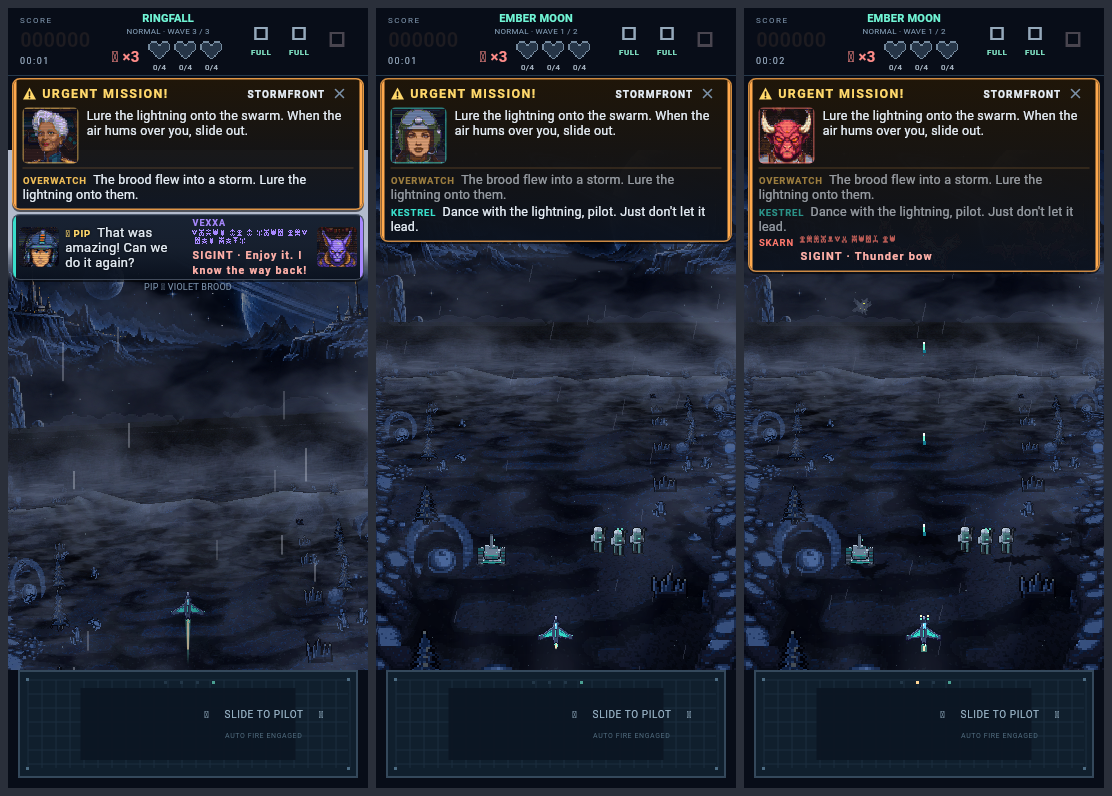 SCORE
000000
00:01
RINGFALL
NORMAL · WAVE 3 / 3
×3
0/4 0/4 0/4
FULL FULL
URGENT MISSION!
STORMFRONT
Lure the lightning onto the swarm. When the
air hums over you, slide out.
OVERWATCH The brood flew into a storm. Lure the
lightning onto them.
PIP That was
amazing! Can we
do it again?
VEXXA
SIGINT · Enjoy it. I
know the way back!
PIP VIOLET BROOD
SLIDE TO PILOT
AUTO FIRE ENGAGED
SCORE
000000
00:01
EMBER MOON
NORMAL · WAVE 1 / 2
×3
0/4 0/4 0/4
FULL FULL
URGENT MISSION!
STORMFRONT
Lure the lightning onto the swarm. When the
air hums over you, slide out.
OVERWATCH The brood flew into a storm. Lure the
lightning onto them.
KESTREL Dance with the lightning, pilot. Just don't let it
lead.
SLIDE TO PILOT
AUTO FIRE ENGAGED
SCORE
000000
00:02
EMBER MOON
NORMAL · WAVE 1 / 2
×3
0/4 0/4 0/4
FULL FULL
URGENT MISSION!
STORMFRONT
Lure the lightning onto the swarm. When the
air hums over you, slide out.
OVERWATCH The brood flew into a storm. Lure the
lightning onto them.
KESTREL Dance with the lightning, pilot. Just don't let it
lead.
SKARN
SIGINT · Thunder bow
SLIDE TO PILOT
AUTO FIRE ENGAGED